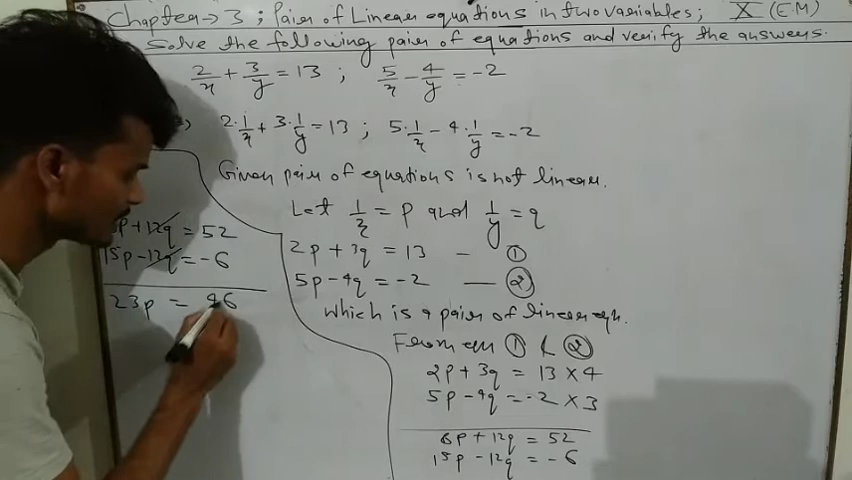 Chapter → 3 ; Pair of Linear equations in two variables; X (EM)
Solve the following pair of equations and verify the answers.
2/x + 3/y = 13 ; 5/x - 4/y = -2
2·1/x + 3·1/y = 13 ; 5·1/x - 4·1/y = -2
Given pair of equations is not linear.
Let 1/x = p and 1/y = q
2p + 3q = 13 — ①
5p - 4q = -2 — ②
Which is a pair of linear eqn.
From eqn ① & ②
2p + 3q = 13 × 4
5p - 4q = -2 × 3
8p + 12q = 52
15p - 12q = -6
p + 12q = 52
15p - 12q = -6
23p = 46